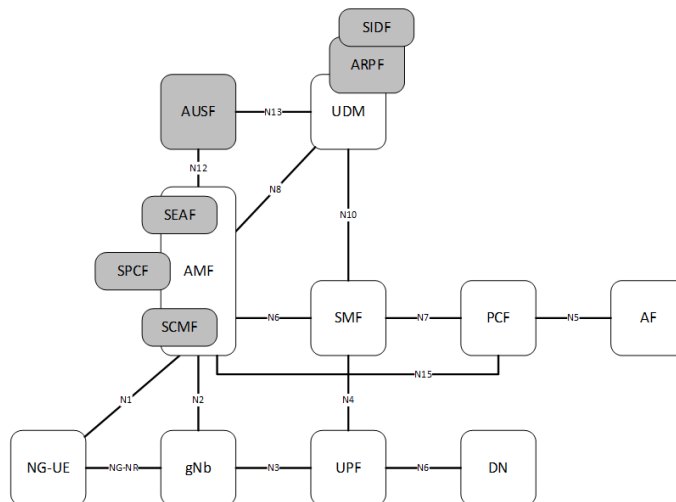 SIDF
ARPF
AUSF
N13
UDM
N12
N8
SEAF
N10
SPCF
AMF
SCMF
N6
SMF
N7
PCF
N5
AF
N15
N1
N2
N4
NG-UE
NG-NR
gNb
N3
UPF
N6
DN